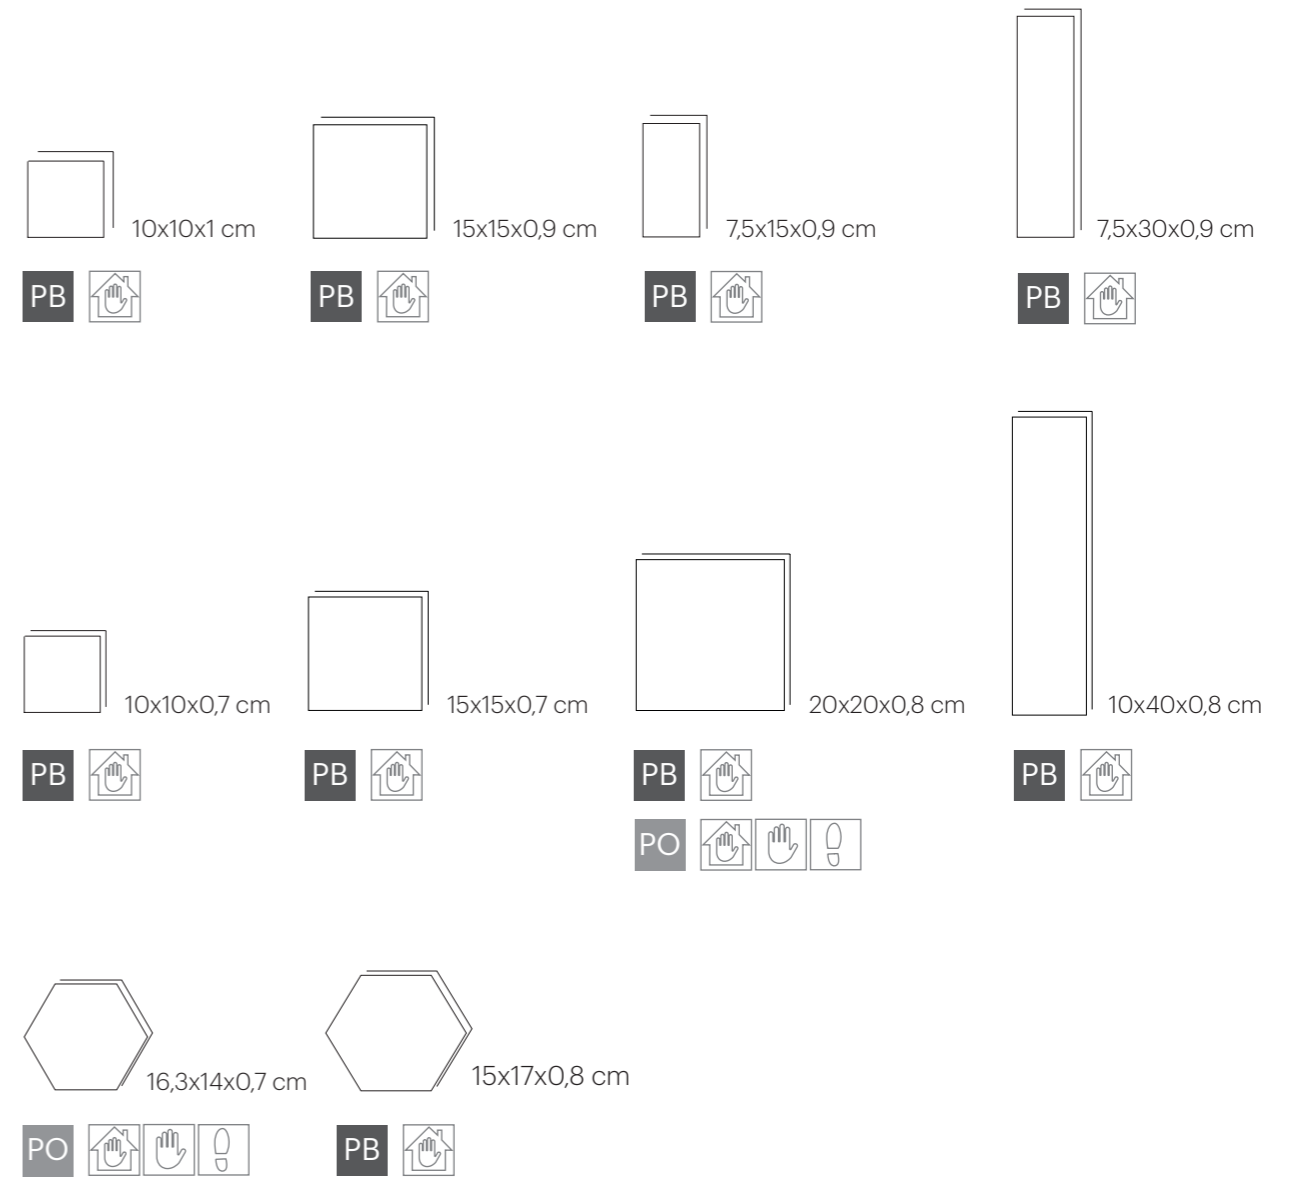 10x10x1 cm
15x15x0,9 cm
7,5x15x0,9 cm
7,5x30x0,9 cm
PB
PB
PB
PB
10x10x0,7 cm
15x15x0,7 cm
20x20x0,8 cm
10x40x0,8 cm
PB
PB
PB
PB
PO
16,3x14x0,7 cm
15x17x0,8 cm
PO
PB